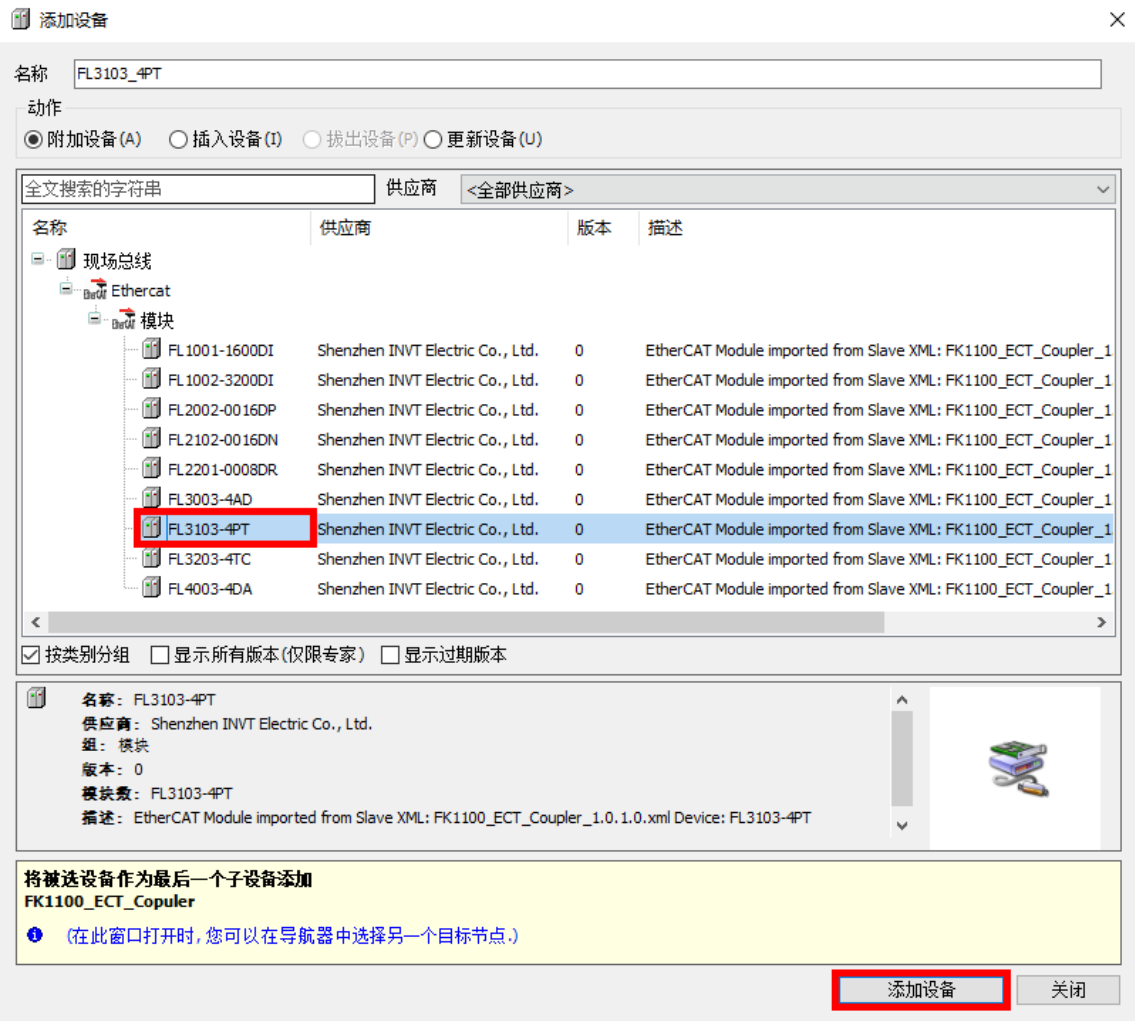 添加设备
名称 FL3103_4PT
动作
附加设备(A) 插入设备(I) 拔出设备(P) 更新设备(U)
全文搜索的字符串 供应商 <全部供应商>
名称 供应商 版本 描述
现场总线
EtherCAT Ethercat
EtherCAT 模块
FL1001-1600DI Shenzhen INVT Electric Co., Ltd. 0 EtherCAT Module imported from Slave XML: FK1100_ECT_Coupler_1.
FL1002-3200DI Shenzhen INVT Electric Co., Ltd. 0 EtherCAT Module imported from Slave XML: FK1100_ECT_Coupler_1.
FL2002-0016DP Shenzhen INVT Electric Co., Ltd. 0 EtherCAT Module imported from Slave XML: FK1100_ECT_Coupler_1.
FL2102-0016DN Shenzhen INVT Electric Co., Ltd. 0 EtherCAT Module imported from Slave XML: FK1100_ECT_Coupler_1.
FL2201-0008DR Shenzhen INVT Electric Co., Ltd. 0 EtherCAT Module imported from Slave XML: FK1100_ECT_Coupler_1.
FL3003-4AD Shenzhen INVT Electric Co., Ltd. 0 EtherCAT Module imported from Slave XML: FK1100_ECT_Coupler_1.
FL3103-4PT Shenzhen INVT Electric Co., Ltd. 0 EtherCAT Module imported from Slave XML: FK1100_ECT_Coupler_1.
FL3203-4TC Shenzhen INVT Electric Co., Ltd. 0 EtherCAT Module imported from Slave XML: FK1100_ECT_Coupler_1.
FL4003-4DA Shenzhen INVT Electric Co., Ltd. 0 EtherCAT Module imported from Slave XML: FK1100_ECT_Coupler_1.
按类别分组 显示所有版本(仅限专家) 显示过期版本
名称: FL3103-4PT
供应商: Shenzhen INVT Electric Co., Ltd.
组: 模块
版本: 0
模块数: FL3103-4PT
描述: EtherCAT Module imported from Slave XML: FK1100_ECT_Coupler_1.0.1.0.xml Device: FL3103-4PT
将被选设备作为最后一个子设备添加
FK1100_ECT_Copuler
(在此窗口打开时,您可以在导航器中选择另一个目标节点.)
添加设备 关闭